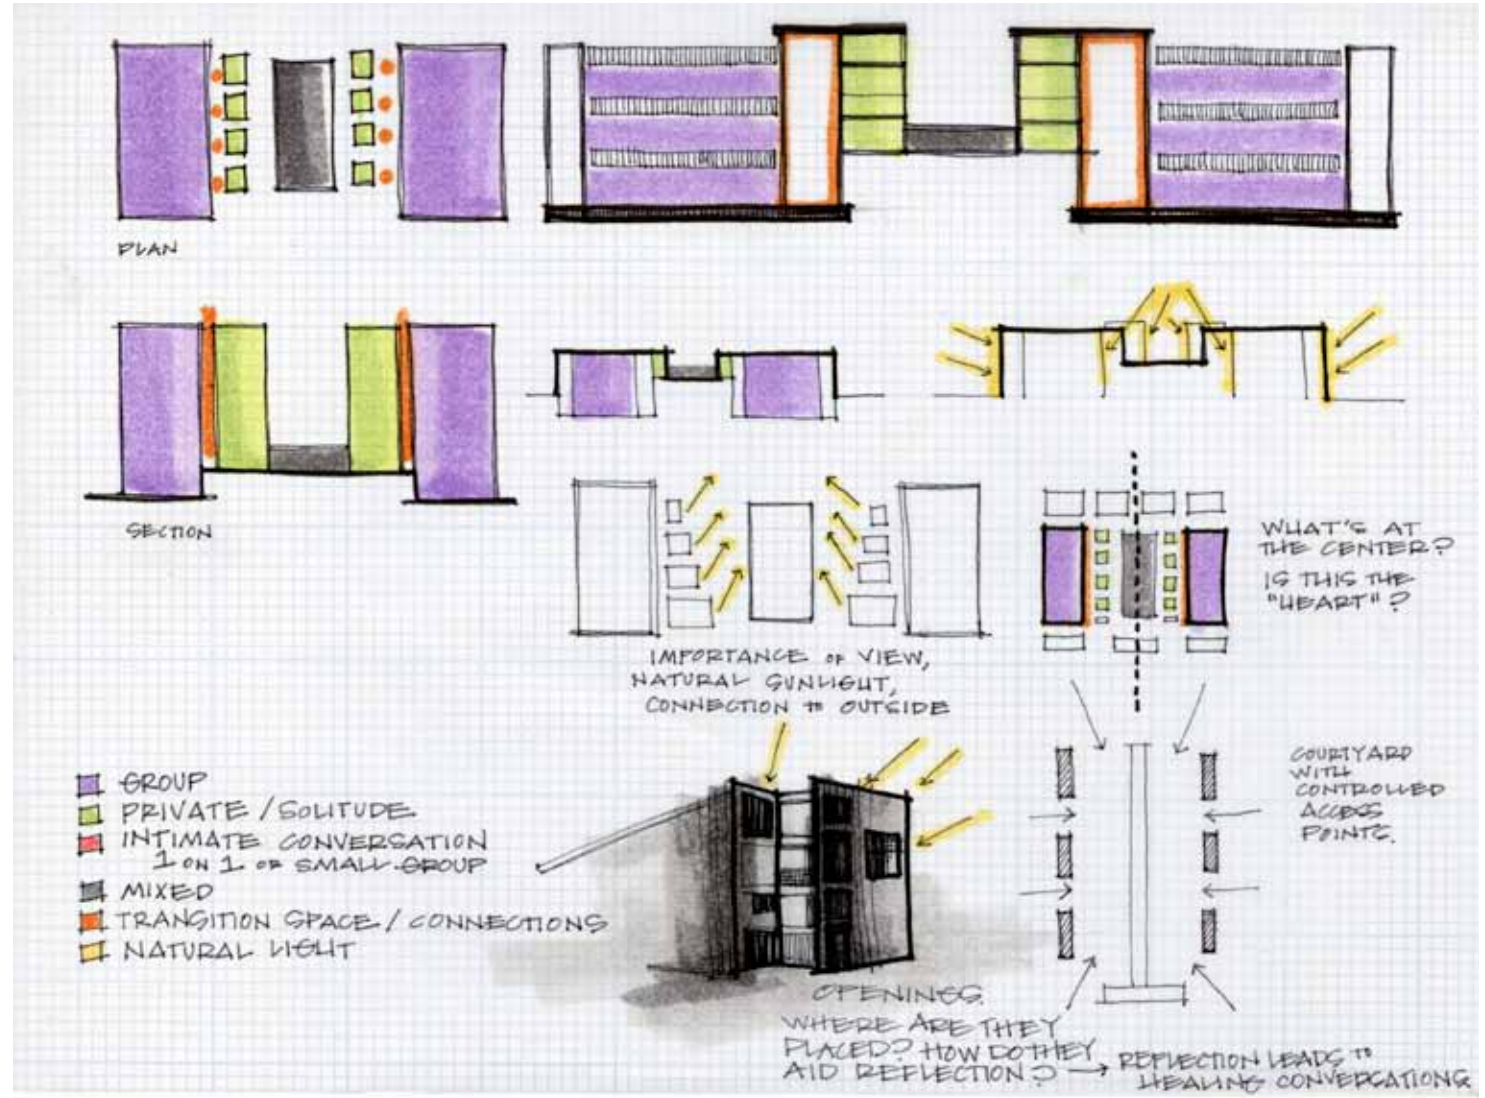 PLAN
SECTION
WHAT'S AT
THE CENTER?
IS THIS THE
"HEART"?
IMPORTANCE OF VIEW,
NATURAL SUNLIGHT,
CONNECTION TO OUTSIDE
GROUP
PRIVATE/SOLITUDE
INTIMATE CONVERSATION
1 ON 1 OR SMALL GROUP
MIXED
TRANSITION SPACE/CONNECTIONS
NATURAL LIGHT
COURTYARD
WITH
CONTROLLED
ACCESS
POINTS.
OPENINGS.
WHERE ARE THEY
PLACED? HOW DO THEY
AID REFLECTION? → REFLECTION LEADS TO
HEALING CONVERSATIONS